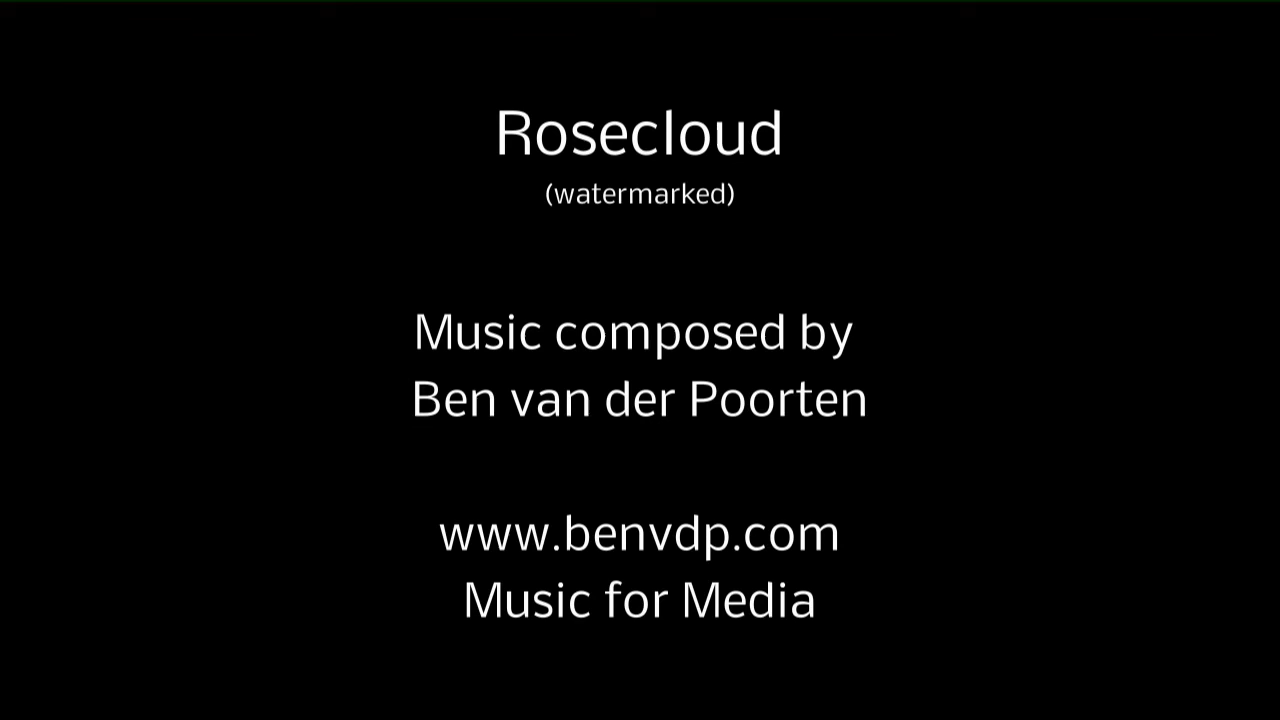 Rosecloud
(watermarked)
Music composed by
Ben van der Poorten
www.benvdp.com
Music for Media